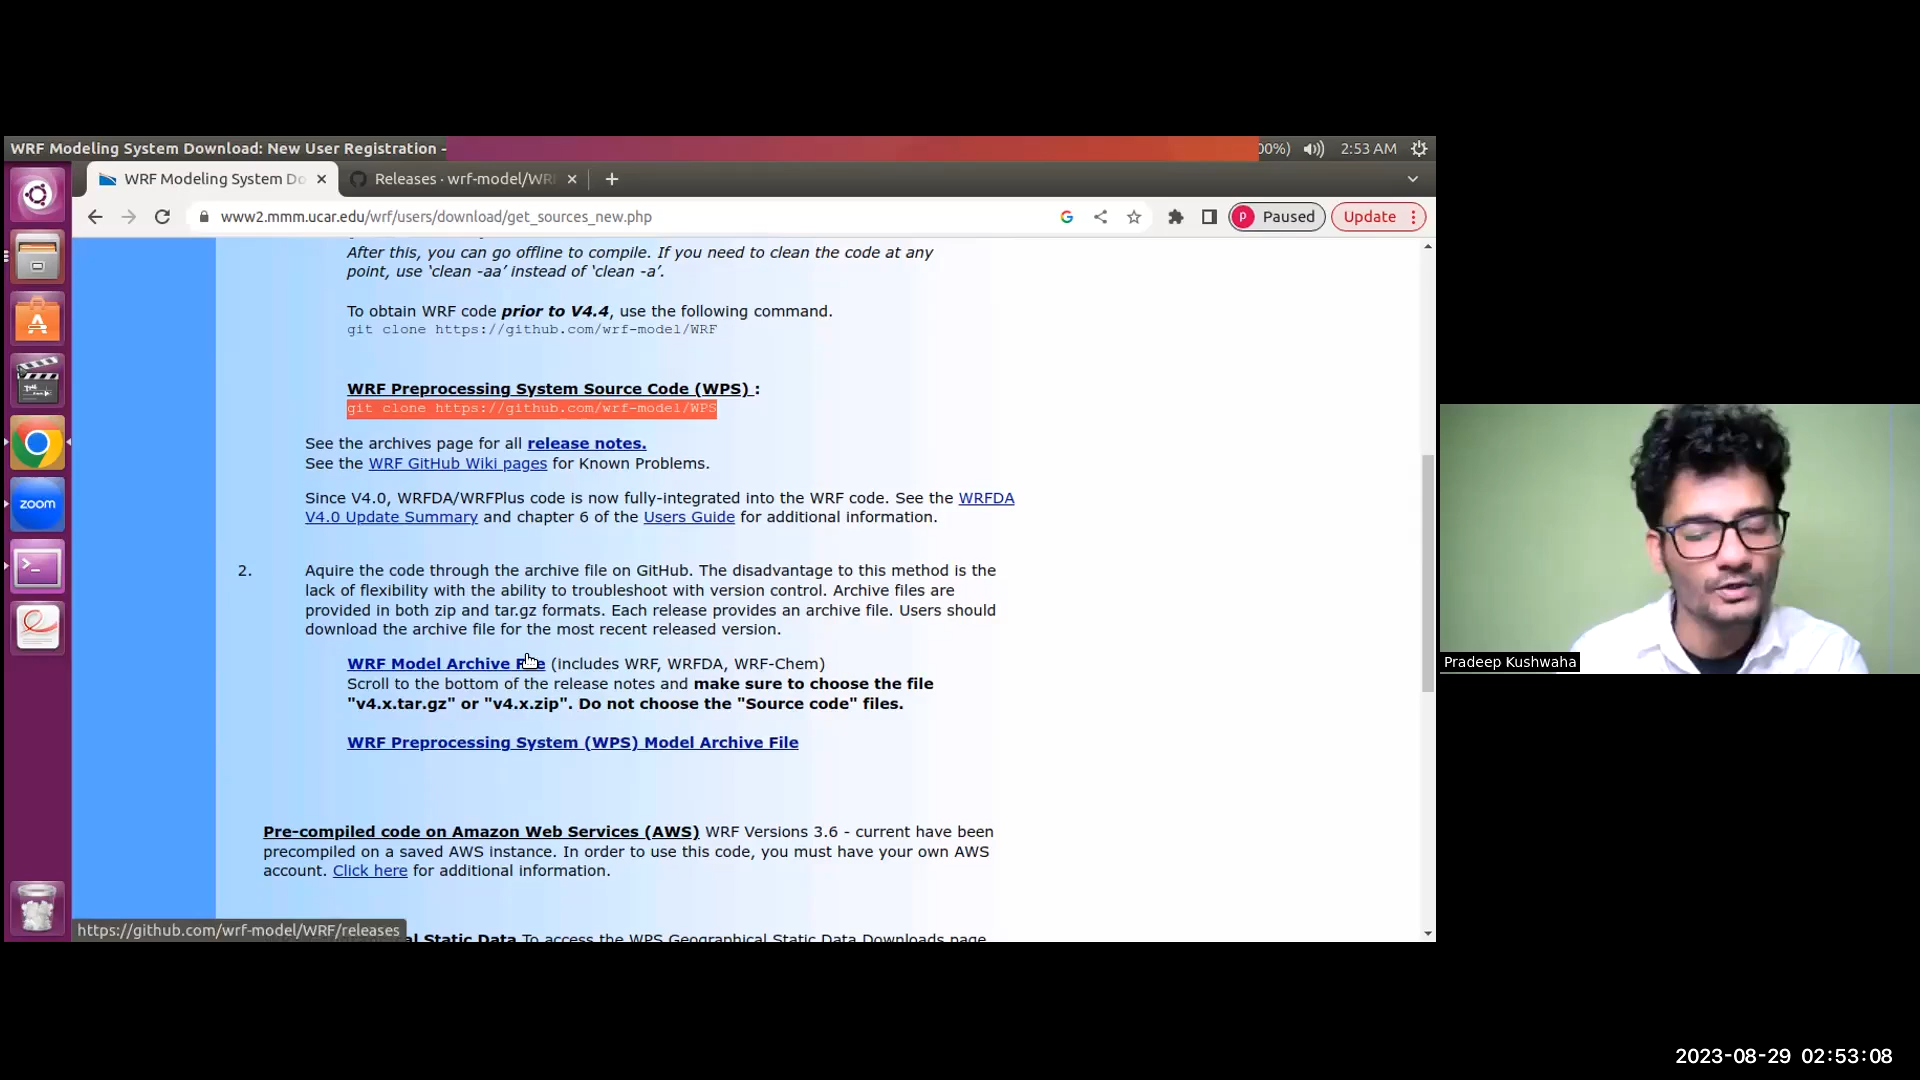 WRF Modeling System Download: New User Registration -
00%)
2:53 AM
WRF Modeling System Do
Releases · wrf-model/WRF
www2.mmm.ucar.edu/wrf/users/download/get_sources_new.php
P Paused
Update
After this, you can go offline to compile. If you need to clean the code at any
point, use ‘clean -aa’ instead of ‘clean -a’.
To obtain WRF code prior to V4.4, use the following command.
git clone https://github.com/wrf-model/WRF
WRF Preprocessing System Source Code (WPS) :
git clone https://github.com/wrf-model/WPS
See the archives page for all release notes.
See the WRF GitHub Wiki pages for Known Problems.
Since V4.0, WRFDA/WRFPlus code is now fully-integrated into the WRF code. See the WRFDA
V4.0 Update Summary and chapter 6 of the Users Guide for additional information.
2. Aquire the code through the archive file on GitHub. The disadvantage to this method is the
lack of flexibility with the ability to troubleshoot with version control. Archive files are
provided in both zip and tar.gz formats. Each release provides an archive file. Users should
download the archive file for the most recent released version.
WRF Model Archive File (includes WRF, WRFDA, WRF-Chem)
Scroll to the bottom of the release notes and make sure to choose the file
"v4.x.tar.gz" or "v4.x.zip". Do not choose the "Source code" files.
WRF Preprocessing System (WPS) Model Archive File
Pre-compiled code on Amazon Web Services (AWS) WRF Versions 3.6 - current have been
precompiled on a saved AWS instance. In order to use this code, you must have your own AWS
account. Click here for additional information.
https://github.com/wrf-model/WRF/releases
Static Data To access the WPS Geographical Static Data Downloads page,
zoom
Pradeep Kushwaha
2023-08-29 02:53:08